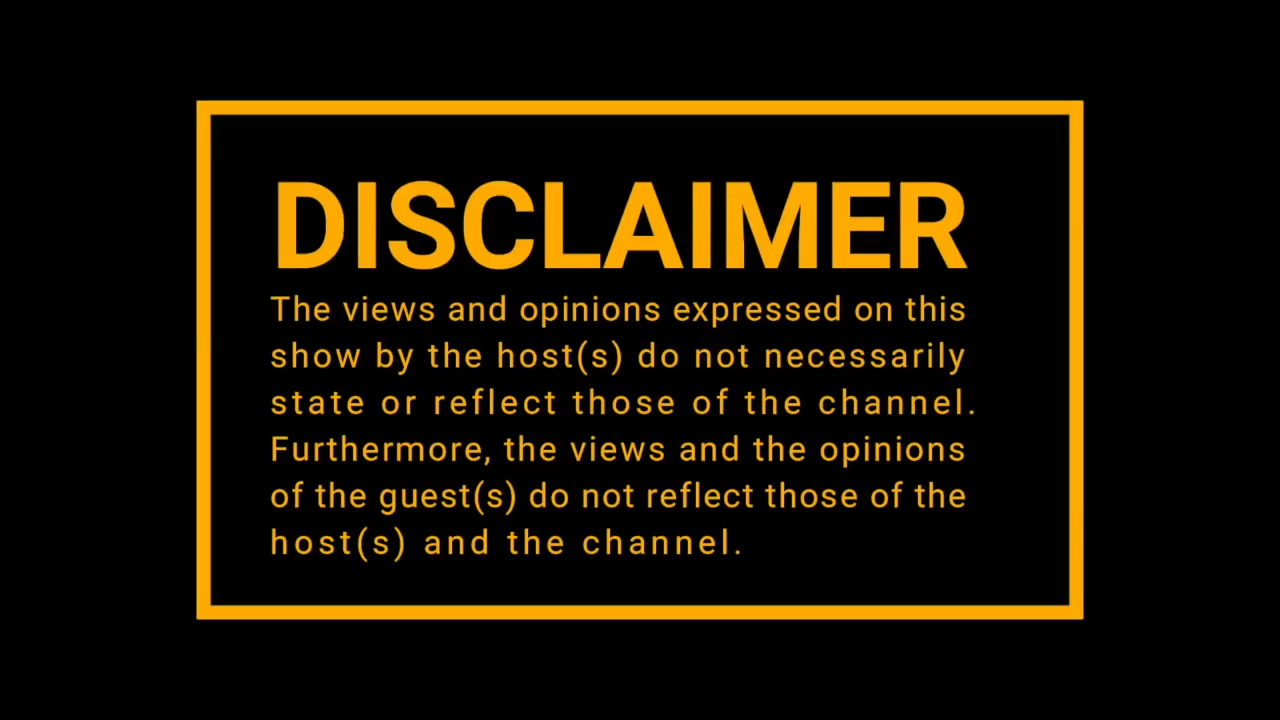 DISCLAIMER
The views and opinions expressed on this
show by the host(s) do not necessarily
state or reflect those of the channel.
Furthermore, the views and the opinions
of the guest(s) do not reflect those of the
host(s) and the channel.